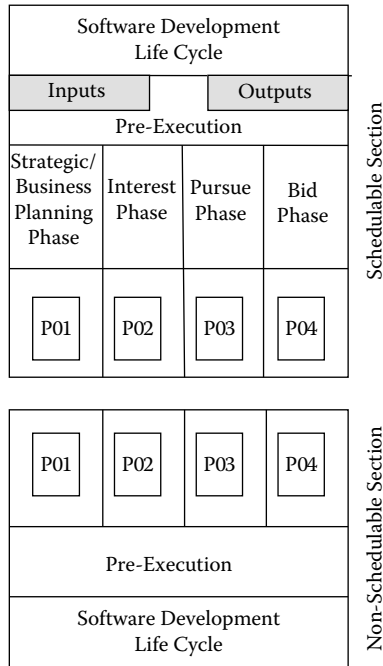 Software Development
Life Cycle
Inputs
Outputs
Pre-Execution
Strategic/
Business
Planning
Phase
Interest
Phase
Pursue
Phase
Bid
Phase
P01
P02
P03
P04
Schedulable Section
P01
P02
P03
P04
Pre-Execution
Software Development
Life Cycle
Non-Schedulable Section